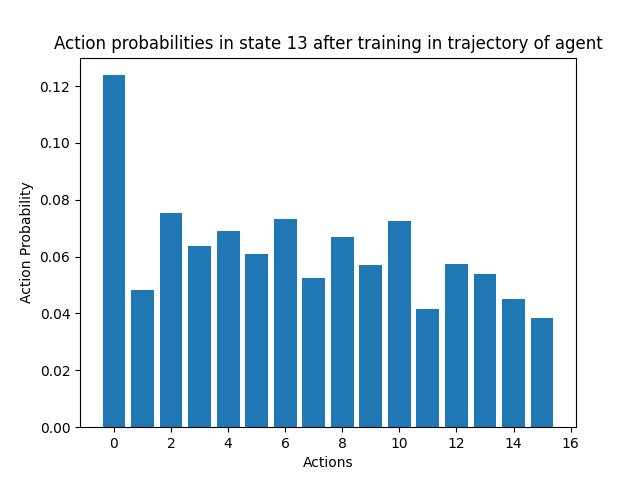 Action probabilities in state 13 after training in trajectory of agent
0.12
0.10
0.08
0.06
0.04
0.02
0.00
Action Probability
0 2 4 6 8 10 12 14 16
Actions